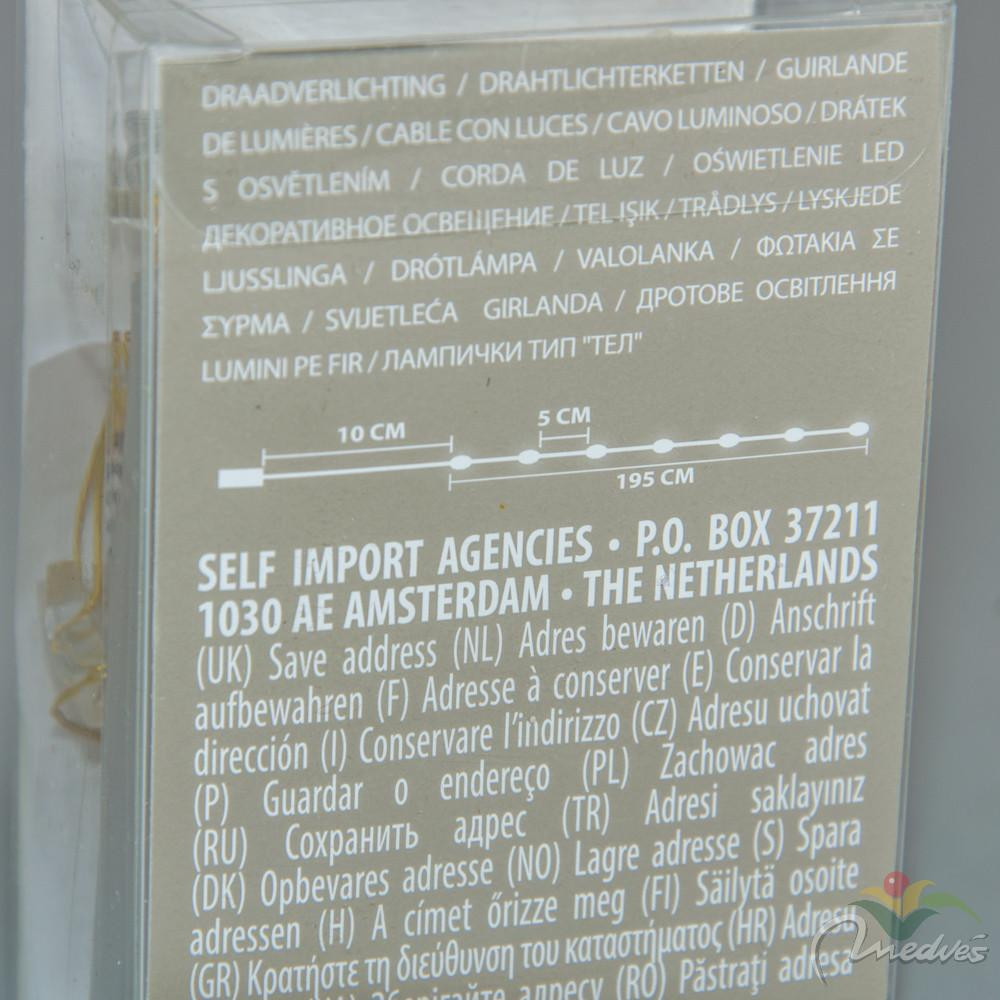 DRAADVERLICHTING / DRAHTLICHTERKETTEN / GUIRLANDE
DE LUMIÈRES / CABLE CON LUCES / CAVO LUMINOSO / DRÁTEK
S OSVĚTLENÍM / CORDA DE LUZ / OŚWIETLENIE LED
ДЕКОРАТИВНОЕ ОСВЕЩЕНИЕ / TEL IŞIK / TRÅDLYS / LYSKJEDE
LJUSSLINGA / DRÓTLÁMPA / VALOLANKA / ΦΩΤΑΚΙΑ ΣΕ
ΣΥΡΜΑ / SVIJETLEĆA GIRLANDA / ДРОТОВЕ ОСВІТЛЕННЯ
LUMINI PE FIR / ЛАМПИЧКИ ТИП "ТЕЛ"
10 CM
5 CM
195 CM
SELF IMPORT AGENCIES • P.O. BOX 37211
1030 AE AMSTERDAM • THE NETHERLANDS
(UK) Save address (NL) Adres bewaren (D) Anschrift
aufbewahren (F) Adresse à conserver (E) Conservar la
dirección (I) Conservare l'indirizzo (CZ) Adresu uchovat
(P) Guardar o endereço (PL) Zachowac adres
(RU) Сохранить адрес (TR) Adresi saklayınız
(DK) Opbevares adresse (NO) Lagre adresse (S) Spara
adressen (H) A címet őrizze meg (FI) Säilytä osoite
(GR) Κρατήστε τη διεύθυνση του καταστήματος (HR) Adresu
Зберігайте адресу (RO) Păstraţi adresa
Medvés